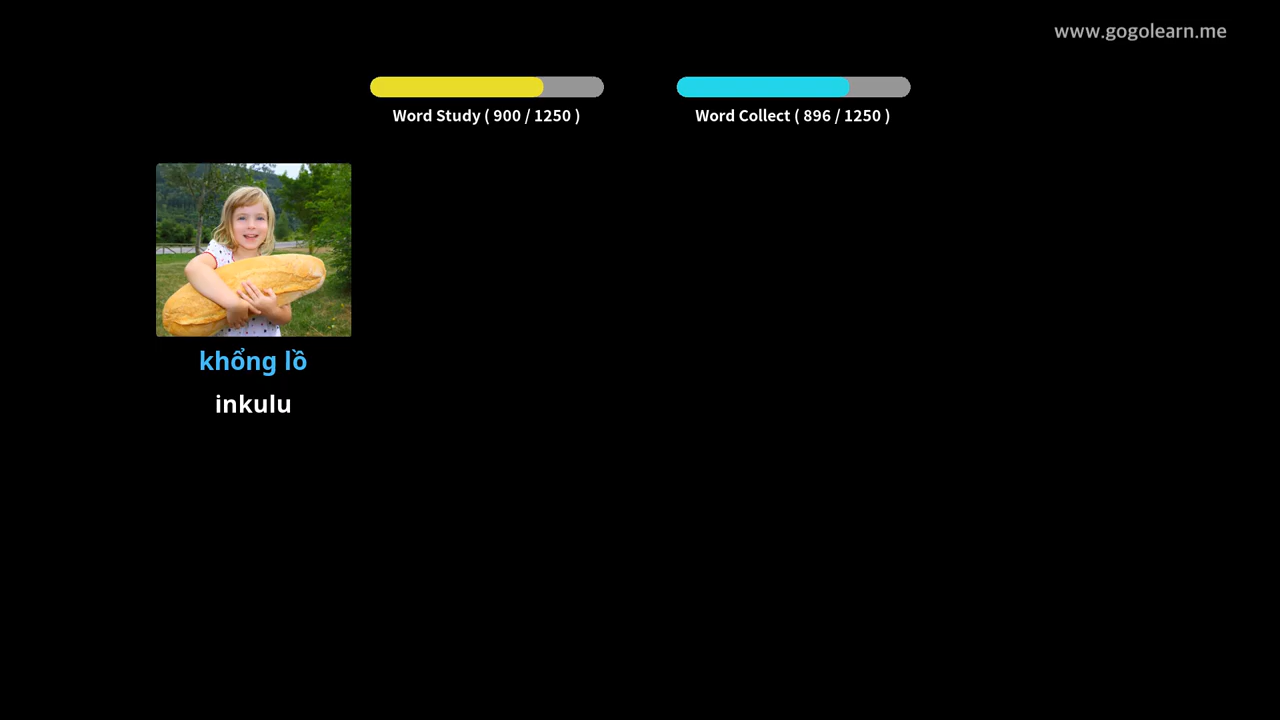 www.gogolearn.me
Word Study ( 900 / 1250 )
Word Collect ( 896 / 1250 )
khổng lồ
inkulu